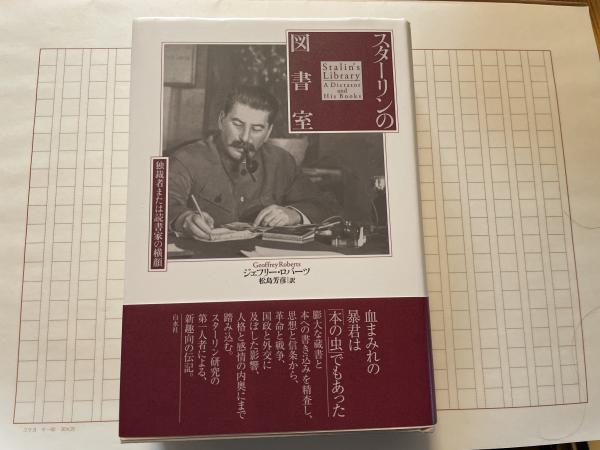 スターリンの
図書室
Stalin's
Library
A Dictator
and
His Books
独裁者または読書家の横顔
Geoffrey Roberts
ジェフリー・ロバーツ
松島芳彦｜訳
血まみれの
暴君は
「本の虫」でもあった
膨大な蔵書と
本への書き込みを精査し、
思想と信条から、
革命と戦争、
国政と外交に
及ぼした影響、
人格と感情の内奥にまで
踏み込む。
スターリン研究の
第一人者による、
新趣向の伝記。
白水社